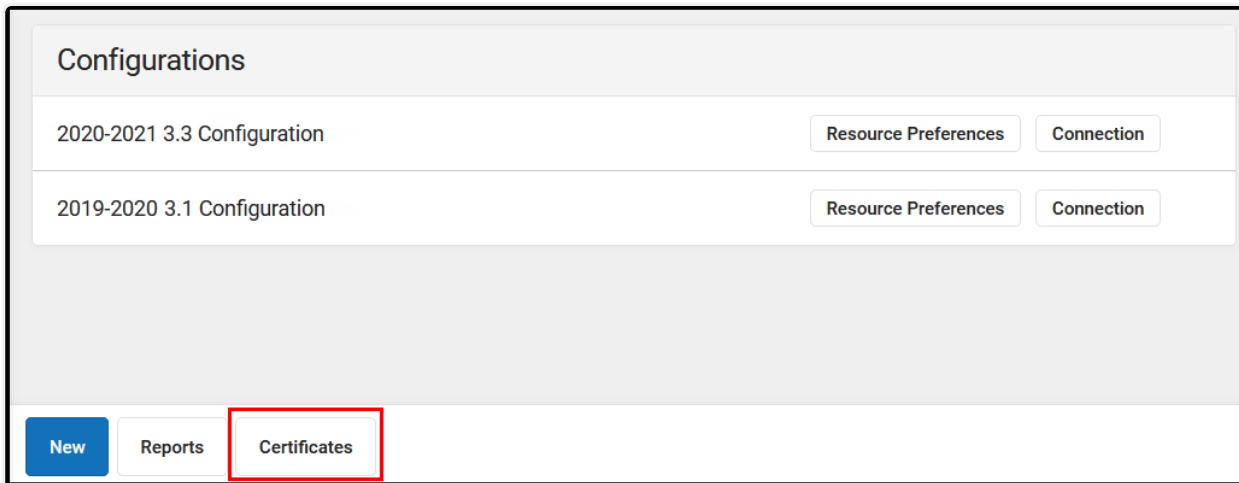 Configurations
2020-2021 3.3 Configuration Resource Preferences Connection
2019-2020 3.1 Configuration Resource Preferences Connection
New Reports Certificates